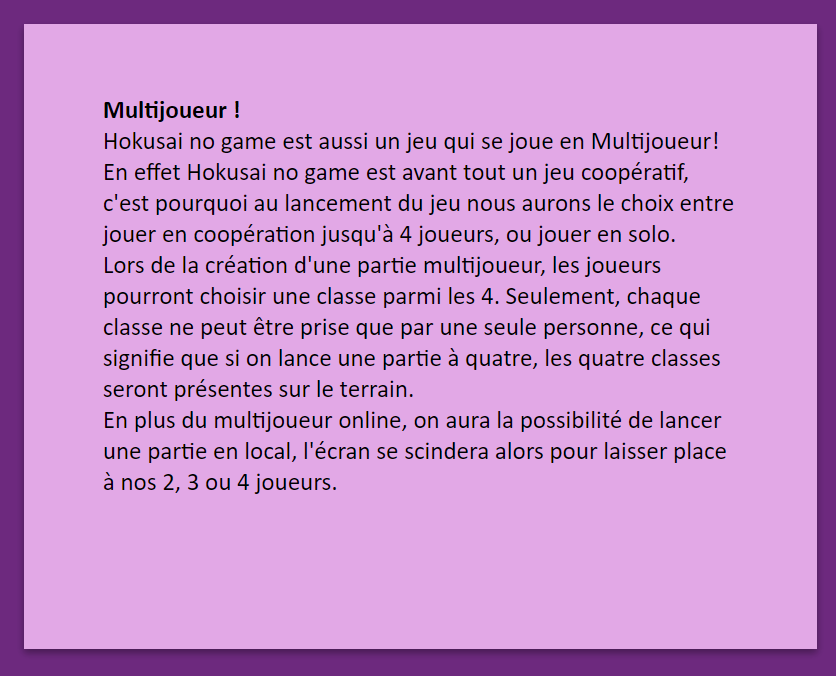 Multijoueur !
Hokusai no game est aussi un jeu qui se joue en Multijoueur!
En effet Hokusai no game est avant tout un jeu coopératif,
c'est pourquoi au lancement du jeu nous aurons le choix entre
jouer en coopération jusqu'à 4 joueurs, ou jouer en solo.
Lors de la création d'une partie multijoueur, les joueurs
pourront choisir une classe parmi les 4. Seulement, chaque
classe ne peut être prise que par une seule personne, ce qui
signifie que si on lance une partie à quatre, les quatre classes
seront présentes sur le terrain.
En plus du multijoueur online, on aura la possibilité de lancer
une partie en local, l'écran se scindera alors pour laisser place
à nos 2, 3 ou 4 joueurs.